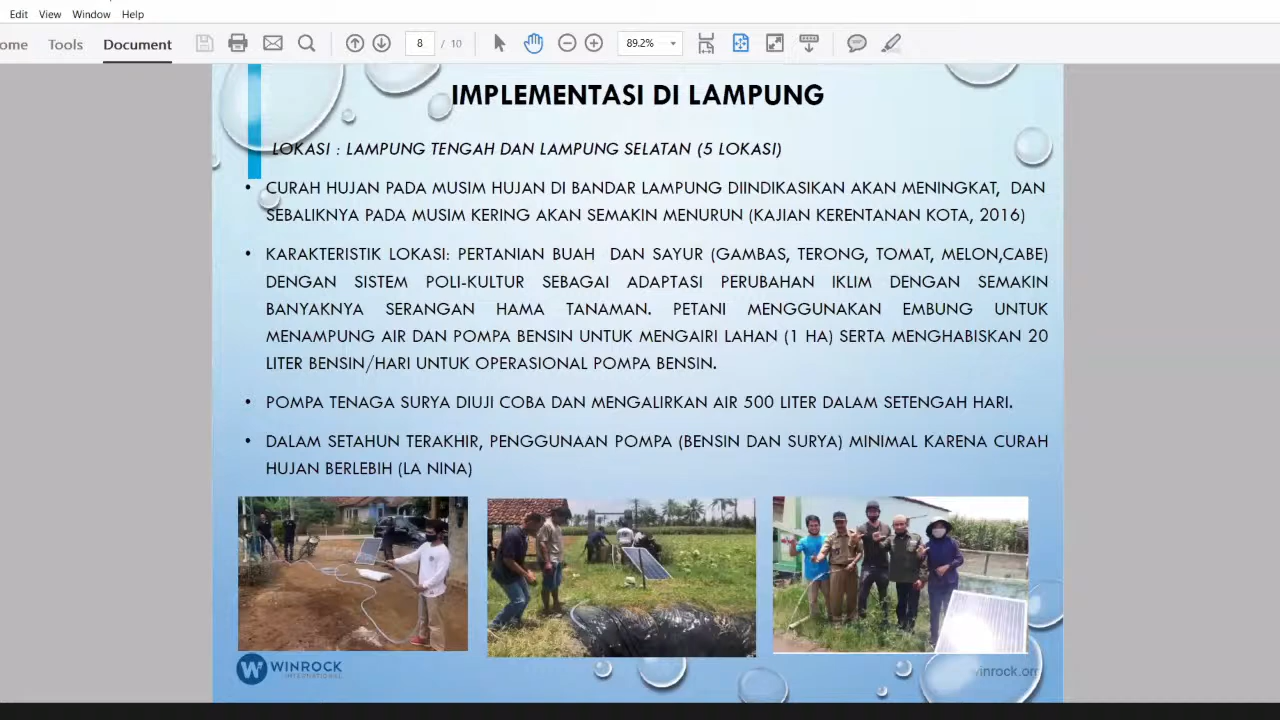 Edit View Window Help
ome Tools Document 8 / 10 89.2%
IMPLEMENTASI DI LAMPUNG
LOKASI : LAMPUNG TENGAH DAN LAMPUNG SELATAN (5 LOKASI)
• CURAH HUJAN PADA MUSIM HUJAN DI BANDAR LAMPUNG DIINDIKASIKAN AKAN MENINGKAT, DAN
SEBALIKNYA PADA MUSIM KERING AKAN SEMAKIN MENURUN (KAJIAN KERENTANAN KOTA, 2016)
• KARAKTERISTIK LOKASI: PERTANIAN BUAH DAN SAYUR (GAMBAS, TERONG, TOMAT, MELON,CABE)
DENGAN SISTEM POLI-KULTUR SEBAGAI ADAPTASI PERUBAHAN IKLIM DENGAN SEMAKIN
BANYAKNYA SERANGAN HAMA TANAMAN. PETANI MENGGUNAKAN EMBUNG UNTUK
MENAMPUNG AIR DAN POMPA BENSIN UNTUK MENGAIRI LAHAN (1 HA) SERTA MENGHABISKAN 20
LITER BENSIN/HARI UNTUK OPERASIONAL POMPA BENSIN.
• POMPA TENAGA SURYA DIUJI COBA DAN MENGALIRKAN AIR 500 LITER DALAM SETENGAH HARI.
• DALAM SETAHUN TERAKHIR, PENGGUNAAN POMPA (BENSIN DAN SURYA) MINIMAL KARENA CURAH
HUJAN BERLEBIH (LA NINA)
WINROCK
INTERNATIONAL
winrock.org